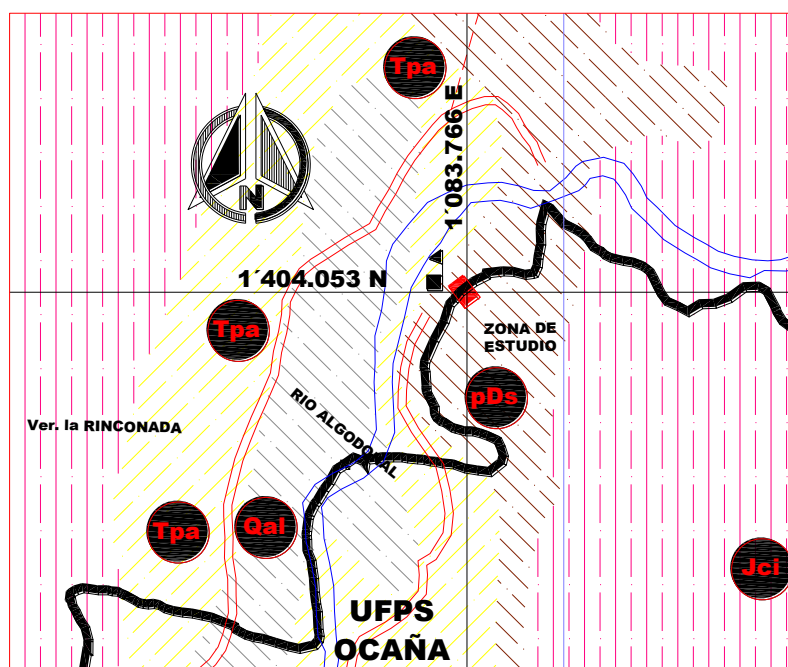 Tpa
1´083.766 E
N
1´404.053 N
Tpa
ZONA DE
ESTUDIO
pDs
RIO ALGODONAL
Ver. la RINCONADA
Tpa
Qal
Jci
UFPS
OCAÑA